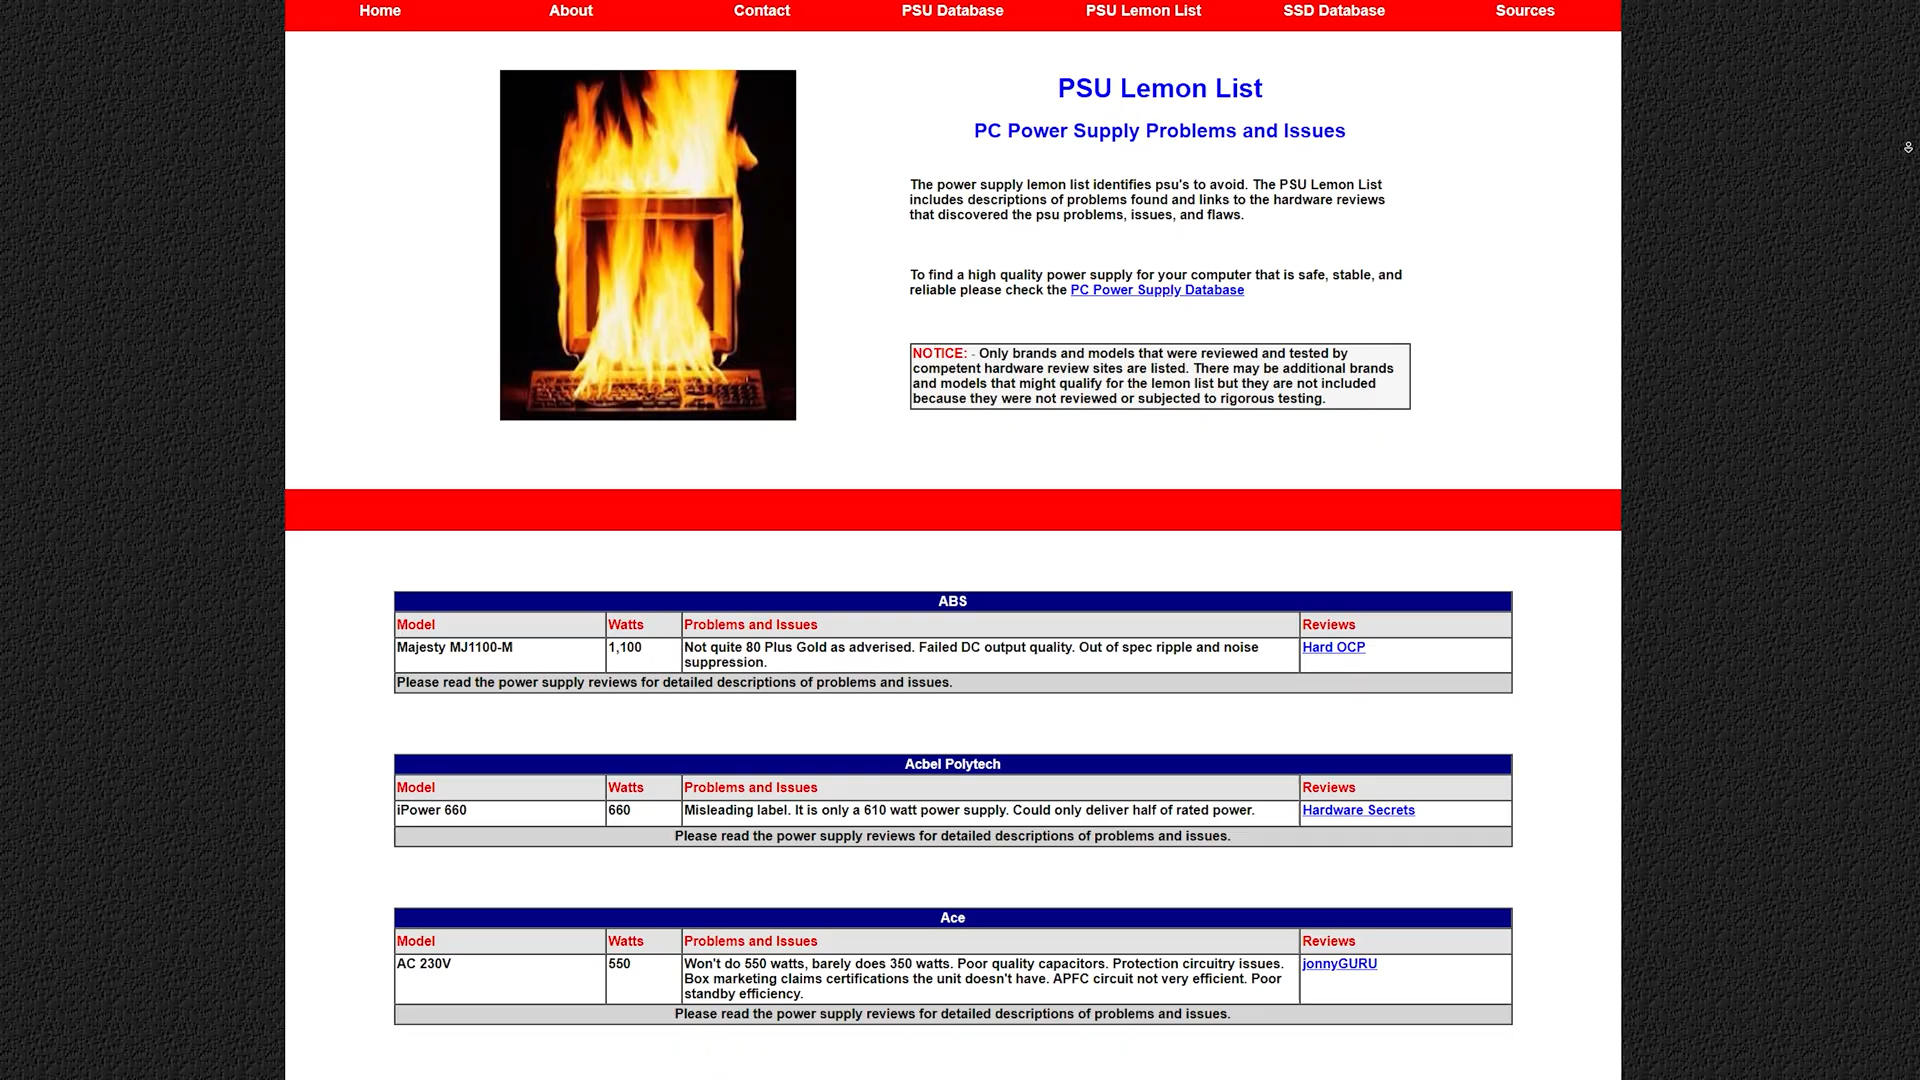 Home About Contact PSU Database PSU Lemon List SSD Database Sources
PSU Lemon List
PC Power Supply Problems and Issues
The power supply lemon list identifies psu's to avoid. The PSU Lemon List
includes descriptions of problems found and links to the hardware reviews
that discovered the psu problems, issues, and flaws.
To find a high quality power supply for your computer that is safe, stable, and
reliable please check the PC Power Supply Database
NOTICE: - Only brands and models that were reviewed and tested by
competent hardware review sites are listed. There may be additional brands
and models that might qualify for the lemon list but they are not included
because they were not reviewed or subjected to rigorous testing.
ABS
Model Watts Problems and Issues Reviews
Majesty MJ1100-M 1,100 Not quite 80 Plus Gold as adverised. Failed DC output quality. Out of spec ripple and noise Hard OCP
suppression.
Please read the power supply reviews for detailed descriptions of problems and issues.
Acbel Polytech
Model Watts Problems and Issues Reviews
iPower 660 660 Misleading label. It is only a 610 watt power supply. Could only deliver half of rated power. Hardware Secrets
Please read the power supply reviews for detailed descriptions of problems and issues.
Ace
Model Watts Problems and Issues Reviews
AC 230V 550 Won't do 550 watts, barely does 350 watts. Poor quality capacitors. Protection circuitry issues. jonnyGURU
Box marketing claims certifications the unit doesn't have. APFC circuit not very efficient. Poor
standby efficiency.
Please read the power supply reviews for detailed descriptions of problems and issues.